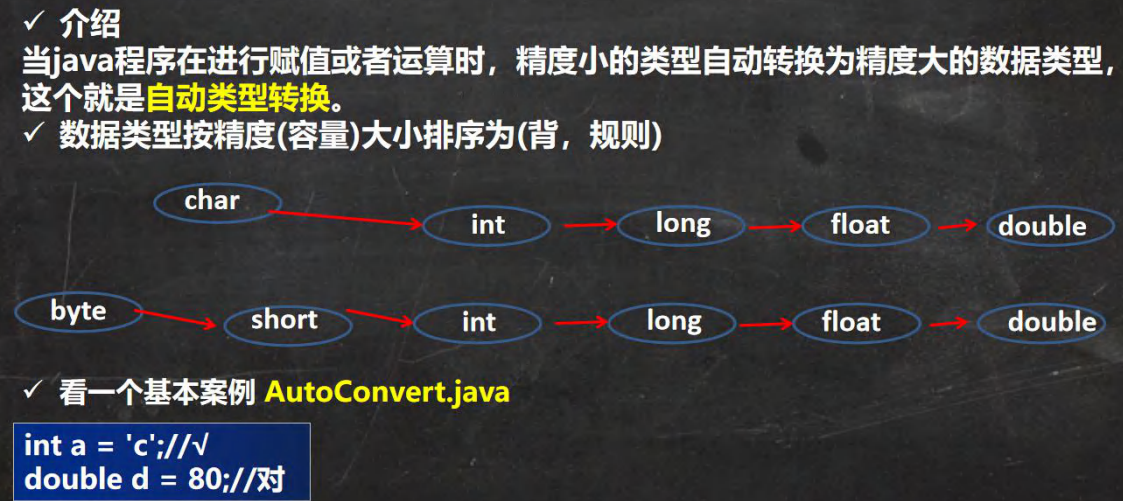 ✓ 介绍
当java程序在进行赋值或者运算时，精度小的类型自动转换为精度大的数据类型，
这个就是自动类型转换。
✓ 数据类型按精度(容量)大小排序为(背，规则)
char int long float double
byte short int long float double
✓ 看一个基本案例 AutoConvert.java
int a = 'c';//√
double d = 80;//对